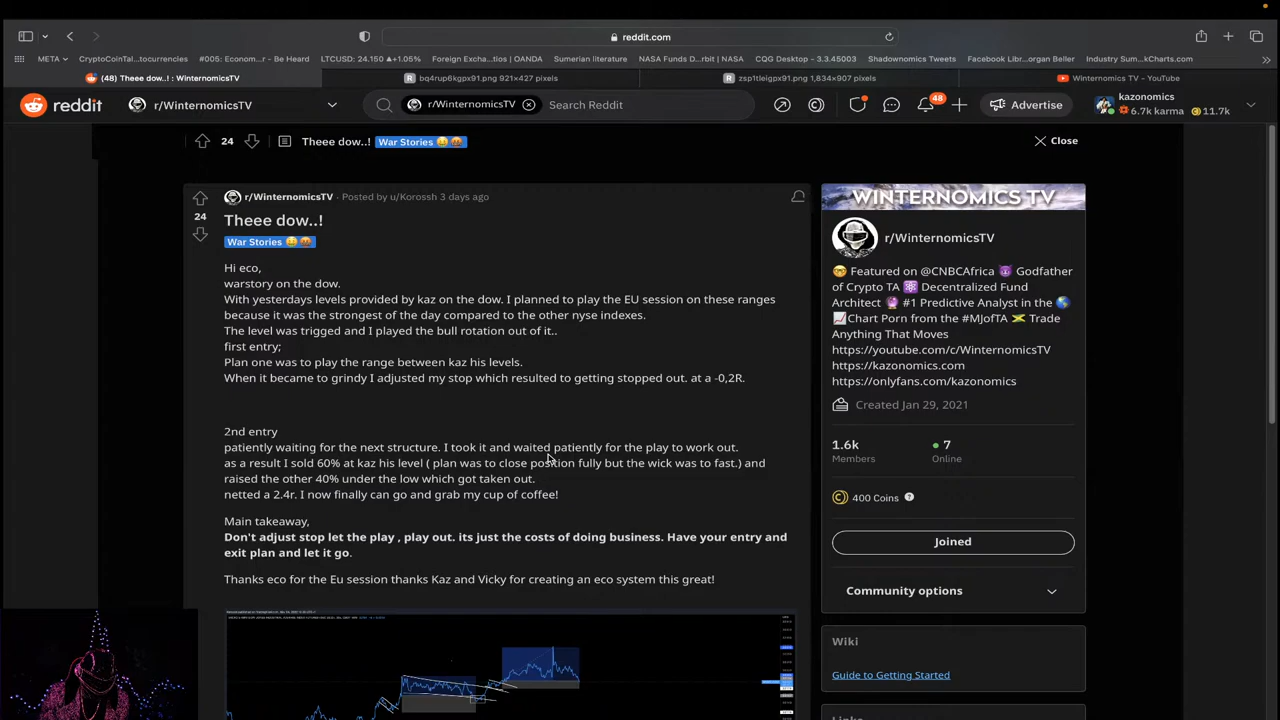 reddit.com
META
CryptoCoinTal...tocurrencies
#005: Econom...r - Be Heard
LTCUSD: 24.150 ▲+1.05%
Foreign Excha...tios | OANDA
Sumerian literature
NASA Funds D...rbit | NASA
CQG Desktop - 3.3.45003
Shadownomics Tweets
Facebook Libr...organ Beller
Industry Sum...kCharts.com
(48) Theee dow..! : WinternomicsTV
bq4rup6kgpx91.png 921×427 pixels
zsp1tleigpx91.png 1,834×907 pixels
Winternomics TV - YouTube
reddit
r/WinternomicsTV
r/WinternomicsTV
Search Reddit
48
Advertise
kazonomics
6.7k karma
11.7k
24
Theee dow..!
War Stories
Close
r/WinternomicsTV · Posted by u/Korossh 3 days ago
24
Theee dow..!
War Stories
Hi eco,
warstory on the dow.
With yesterdays levels provided by kaz on the dow. I planned to play the EU session on these ranges
because it was the strongest of the day compared to the other nyse indexes.
The level was trigged and I played the bull rotation out of it..
first entry;
Plan one was to play the range between kaz his levels.
When it became to grindy I adjusted my stop which resulted to getting stopped out. at a -0,2R.
2nd entry
patiently waiting for the next structure. I took it and waited patiently for the play to work out.
as a result I sold 60% at kaz his level ( plan was to close position fully but the wick was to fast.) and
raised the other 40% under the low which got taken out.
netted a 2.4r. I now finally can go and grab my cup of coffee!
Main takeaway,
Don't adjust stop let the play , play out. its just the costs of doing business. Have your entry and
exit plan and let it go.
Thanks eco for the Eu session thanks Kaz and Vicky for creating an eco system this great!
WINTERNOMICS TV
r/WinternomicsTV
Featured on @CNBCAfrica Godfather
of Crypto TA Decentralized Fund
Architect #1 Predictive Analyst in the
Chart Porn from the #MJofTA Trade
Anything That Moves
https://youtube.com/c/WinternomicsTV
https://kazonomics.com
https://onlyfans.com/kazonomics
Created Jan 29, 2021
1.6k
Members
7
Online
400 Coins
Joined
Community options
Wiki
Guide to Getting Started
Links